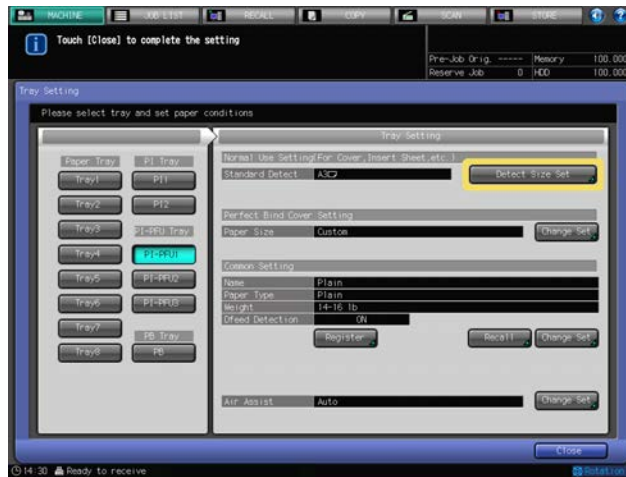 MACHINE JOB LIST RECALL COPY SCAN STORE
Touch [Close] to complete the setting
Pre-Job Orig. ----- Memory 100.000
Reserve Job 0 HDD 100.000
Tray Setting
Please select tray and set paper conditions
Paper Tray PI Tray
Tray1 PI1
Tray2 PI2
Tray3 PI-PFU Tray
Tray4 PI-PFU1
Tray5 PI-PFU2
Tray6 PI-PFU3
Tray7 PB Tray
Tray8 PB
Tray Setting
Normal Use Setting(For Cover,Insert Sheet,etc.)
Standard Detect A3 Detect Size Set
Perfect Bind Cover Setting
Paper Size Custom Change Set
Common Setting
Name Plain
Paper Type Plain
Weight 14-16 lb
Dfeed Detection ON
Register Recall Change Set
Air Assist Auto Change Set
Close
14:30 Ready to receive Rotation